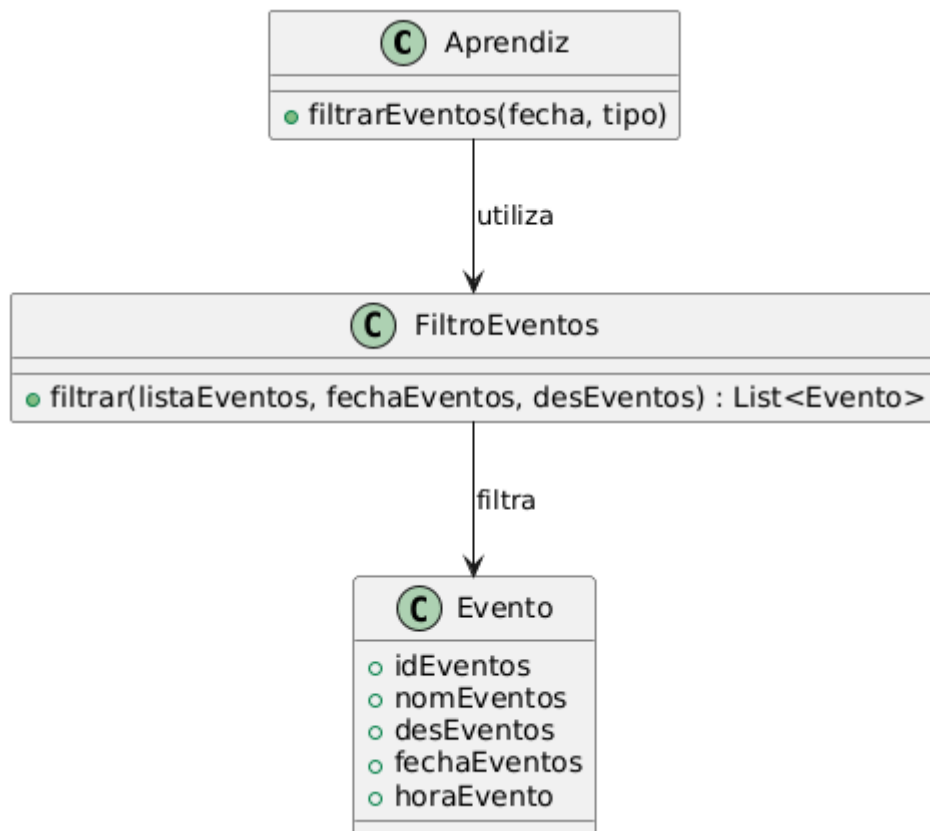 C Aprendiz
filtrarEventos(fecha, tipo)
utiliza
C FiltroEventos
filtrar(listaEventos, fechaEventos, desEventos) : List<Evento>
filtra
C Evento
idEventos
nomEventos
desEventos
fechaEventos
horaEvento